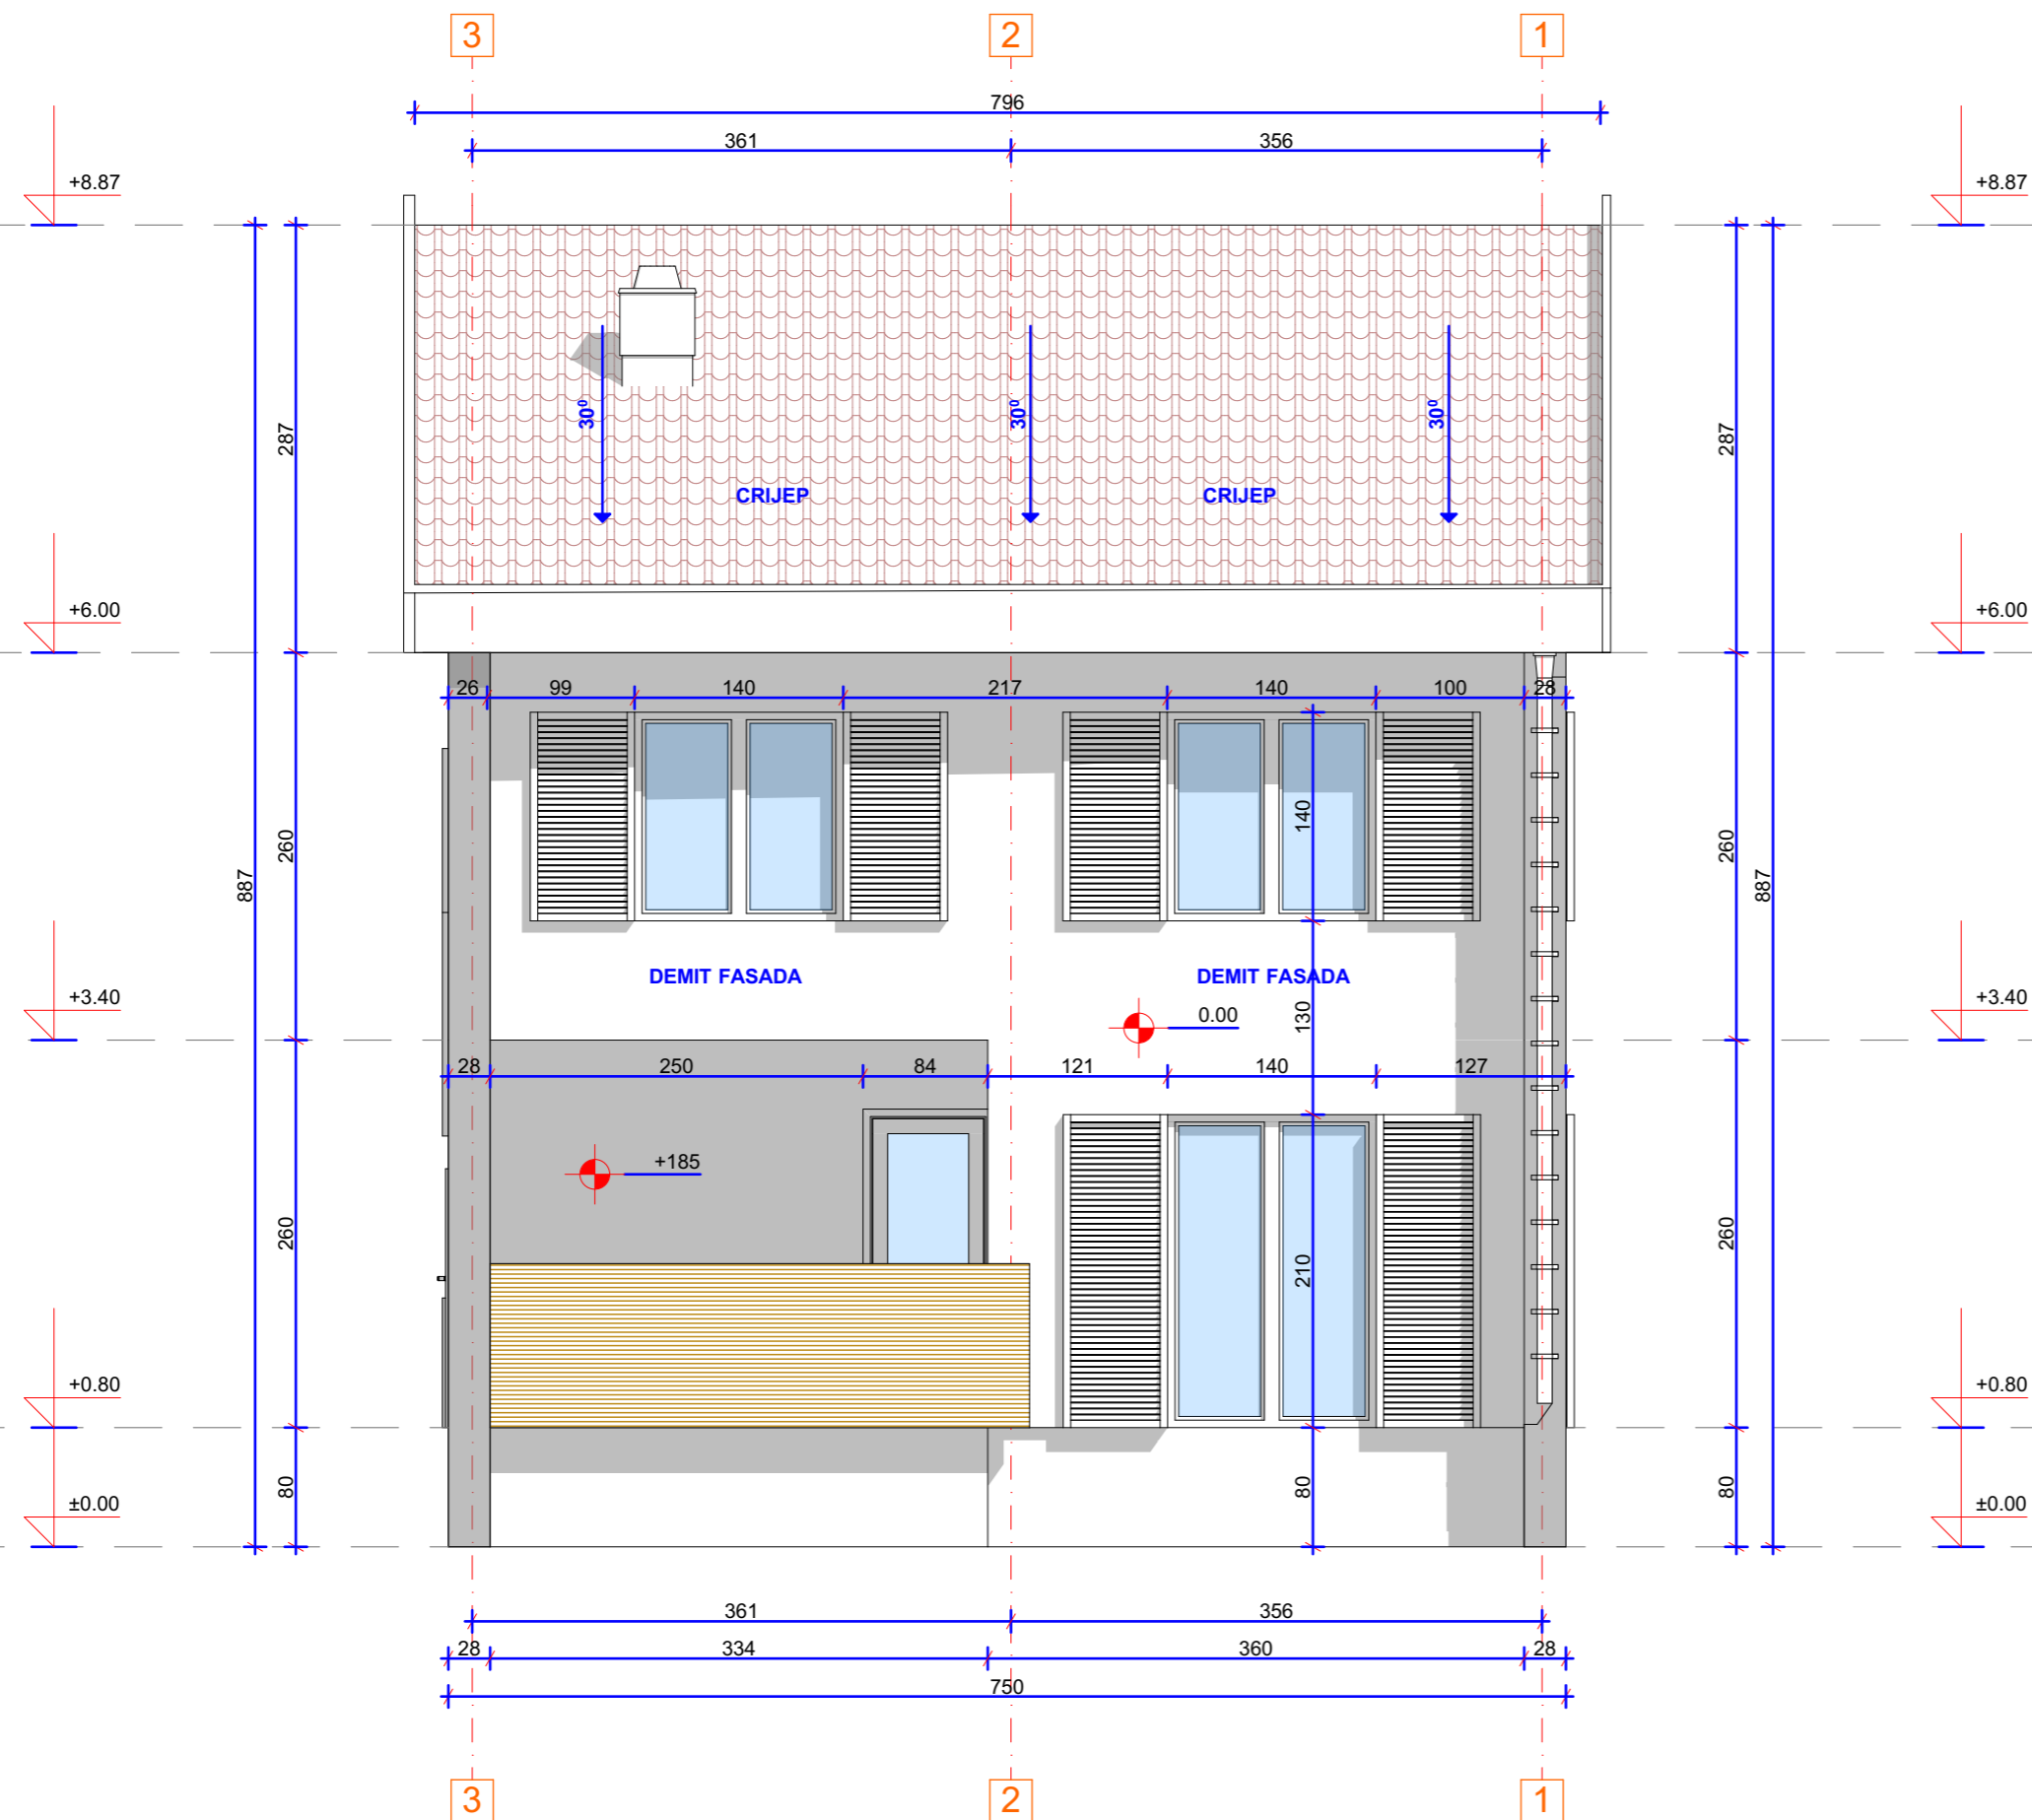 3 2 1
796
361 356
+8.87 +8.87
30⁰ 30⁰ 30⁰
287 287
CRIJEP CRIJEP
+6.00 +6.00
26 99 140 217 140 100 28
140
260 260
887 887
DEMIT FASADA DEMIT FASADA
+3.40 +3.40
0.00
130
28 250 84 121 140 127
+185
260 210 260
+0.80 +0.80
80 80 80
±0.00 ±0.00
361 356
28 334 360 28
750
3 2 1